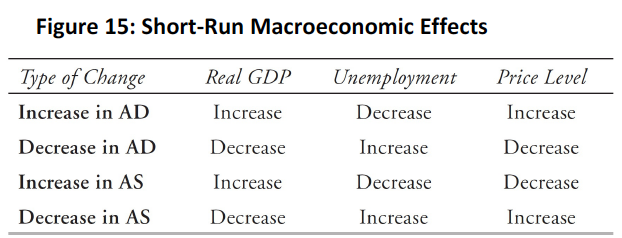 Figure 15: Short-Run Macroeconomic Effects
Type of Change Real GDP Unemployment Price Level
Increase in AD Increase Decrease Increase
Decrease in AD Decrease Increase Decrease
Increase in AS Increase Decrease Decrease
Decrease in AS Decrease Increase Increase